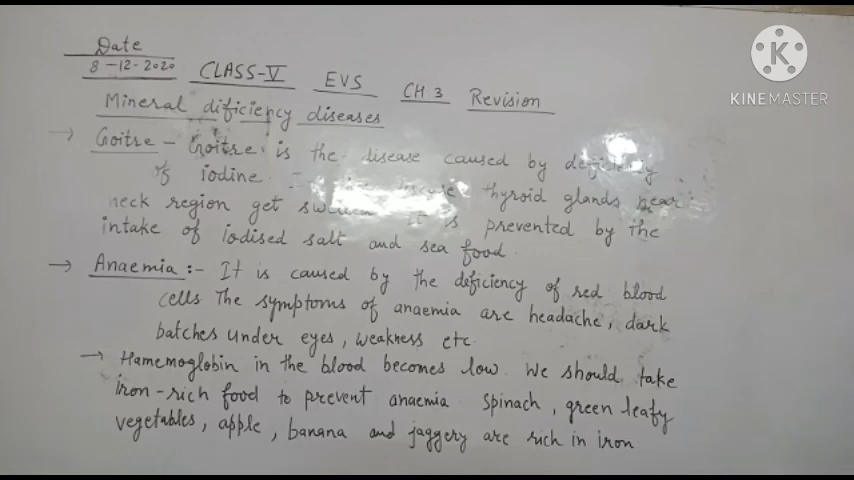 Date
8-12-2020 CLASS-V EVS CH 3 Revision
Mineral dificiency diseases
→ Goitre - Goitre is the disease caused by deficiency
of iodine. disease thyroid glands near
neck region get It is prevented by the
intake of iodised salt and sea food.
→ Anaemia :- It is caused by the deficiency of red blood
cells The symptoms of anaemia are headache, dark
batches under eyes, weakness etc.
→ Hamemoglobin in the blood becomes low. We should take
iron-rich food to prevent anaemia Spinach, green leafy
vegetables, apple, banana and jaggery are rich in iron
K
KINEMASTER